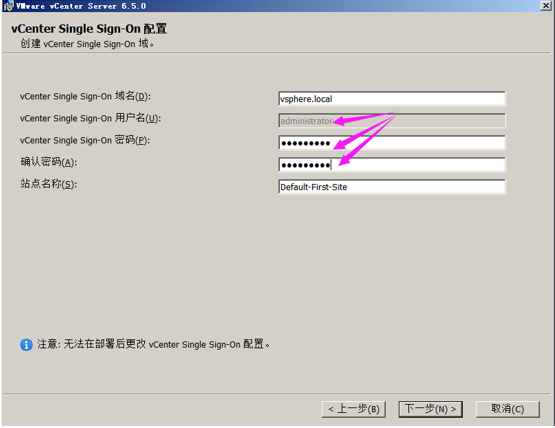 VMware vCenter Server 6.5.0
vCenter Single Sign-On 配置
创建 vCenter Single Sign-On 域。
vCenter Single Sign-On 域名(D):
vsphere.local
vCenter Single Sign-On 用户名(U):
administrator
vCenter Single Sign-On 密码(P):
●●●●●●●●●
确认密码(A):
●●●●●●●●●
站点名称(S):
Default-First-Site
注意: 无法在部署后更改 vCenter Single Sign-On 配置。
< 上一步(B)
下一步(N) >
取消(C)